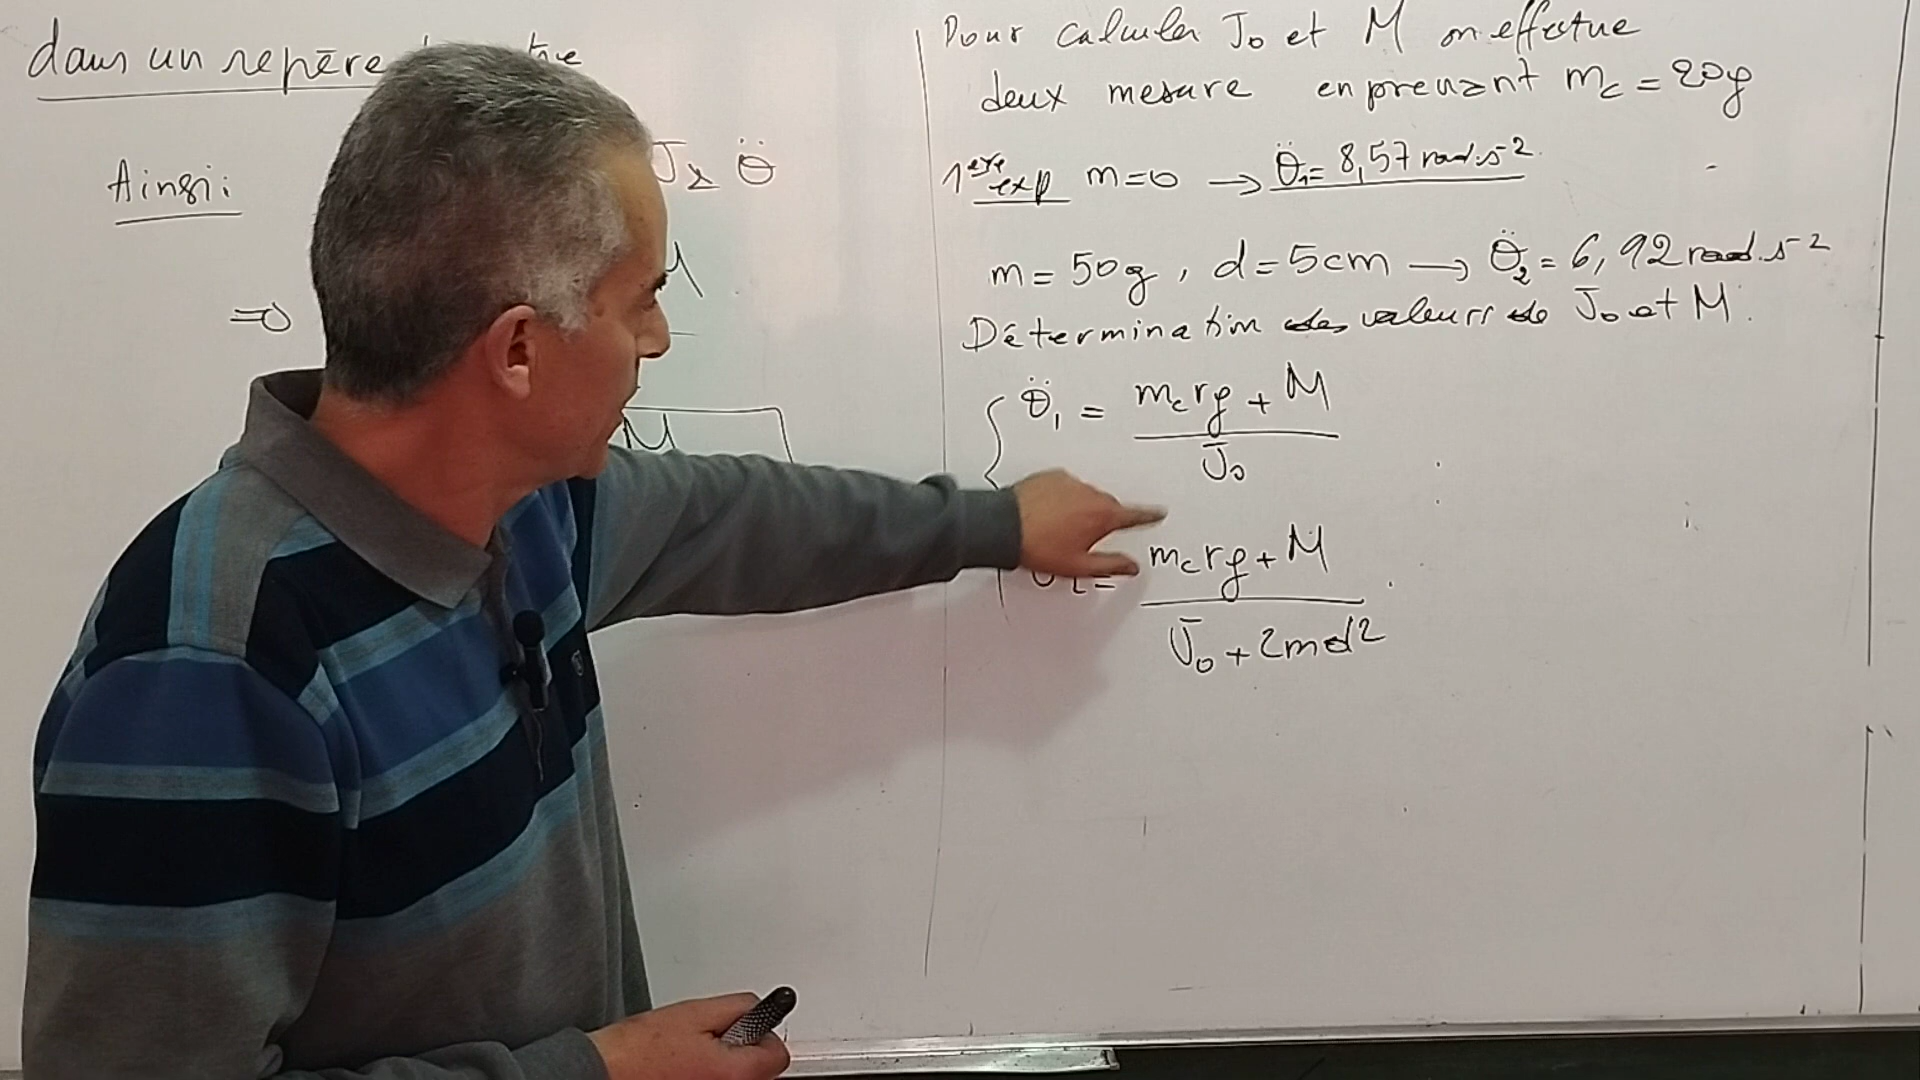 dans un repère
Ainsi:
J_Σ θ̈
⇒
M
M
Pour calculer J₀ et M on effectue
deux mesure en prenant m_c = 20g
1ère exp m=0 → θ̈₁= 8,57 rad.s⁻²
m= 50g, d=5cm → θ̈₂= 6,92 rad.s⁻²
Détermination des valeurs de J₀ et M.
θ̈₁ = (m_c r g + M) / J₀
= (m_c r g + M) / (J₀ + 2md²)